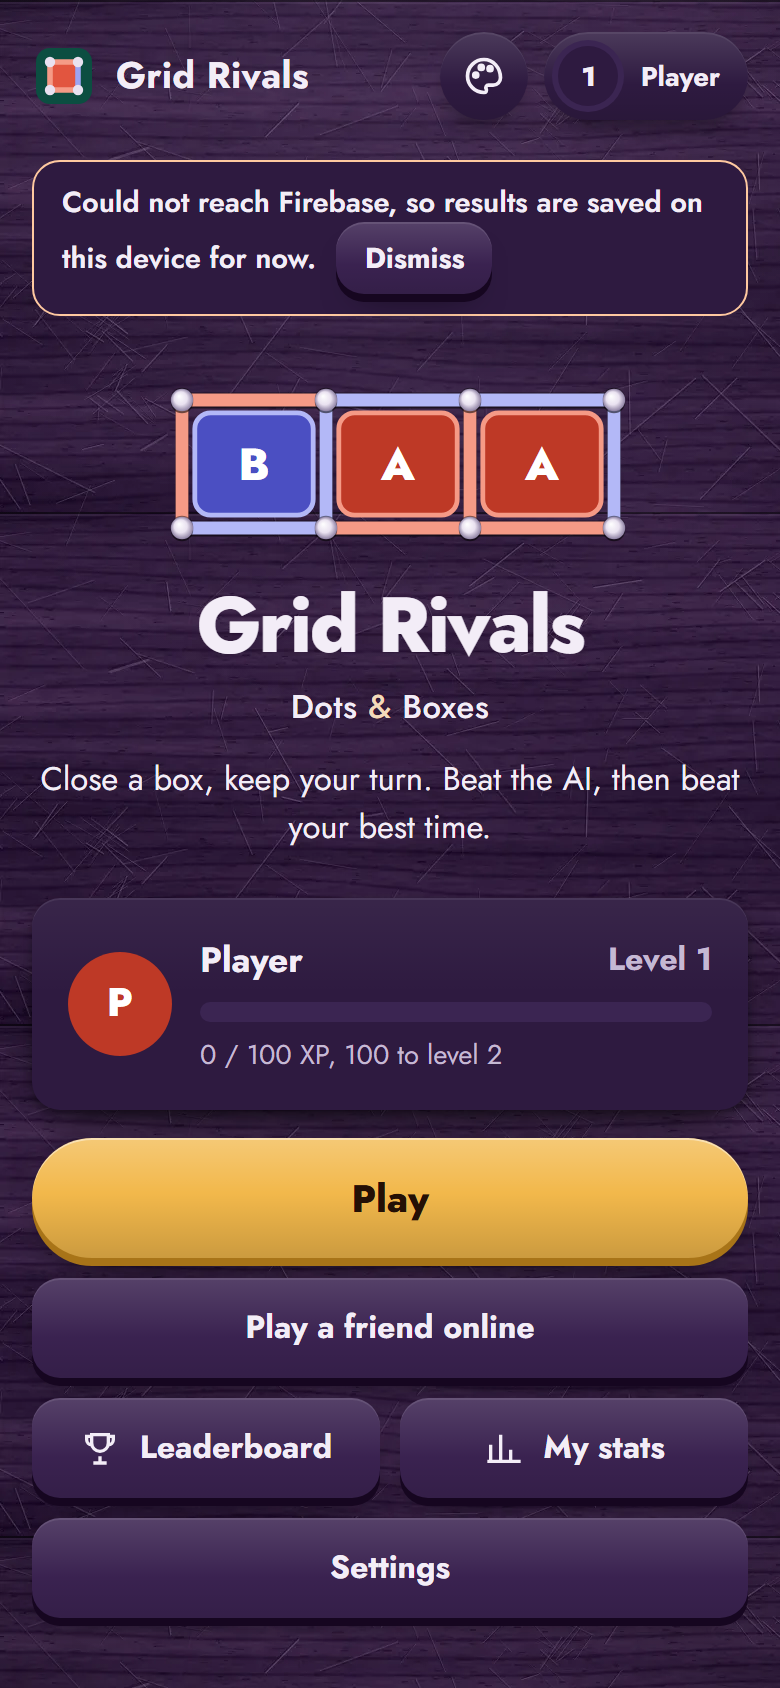 Grid Rivals
1 Player
Could not reach Firebase, so results are saved on
this device for now. Dismiss
B A A
Grid Rivals
Dots & Boxes
Close a box, keep your turn. Beat the AI, then beat
your best time.
P
Player Level 1
0 / 100 XP, 100 to level 2
Play
Play a friend online
Leaderboard My stats
Settings